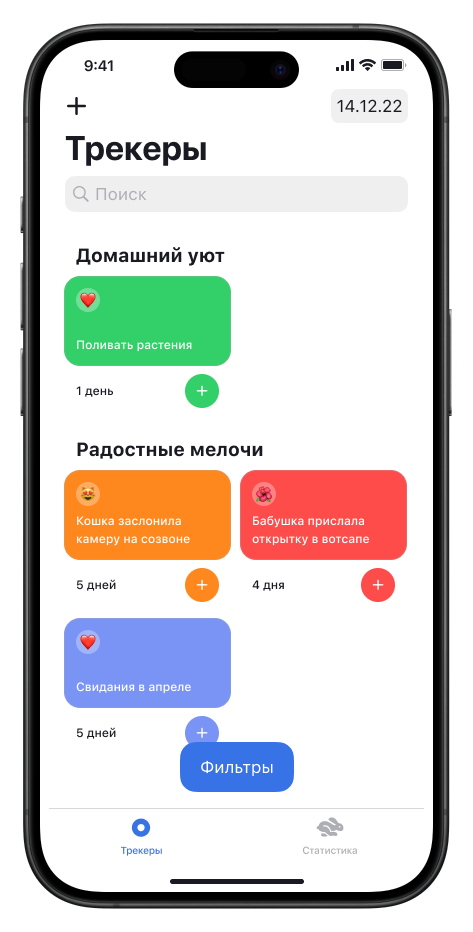 9:41
14.12.22
Трекеры
Поиск
Домашний уют
Поливать растения
1 день
Радостные мелочи
Кошка заслонила
камеру на созвоне
5 дней
Бабушка прислала
открытку в вотсапе
4 дня
Свидания в апреле
5 дней
Фильтры
Трекеры
Статистика